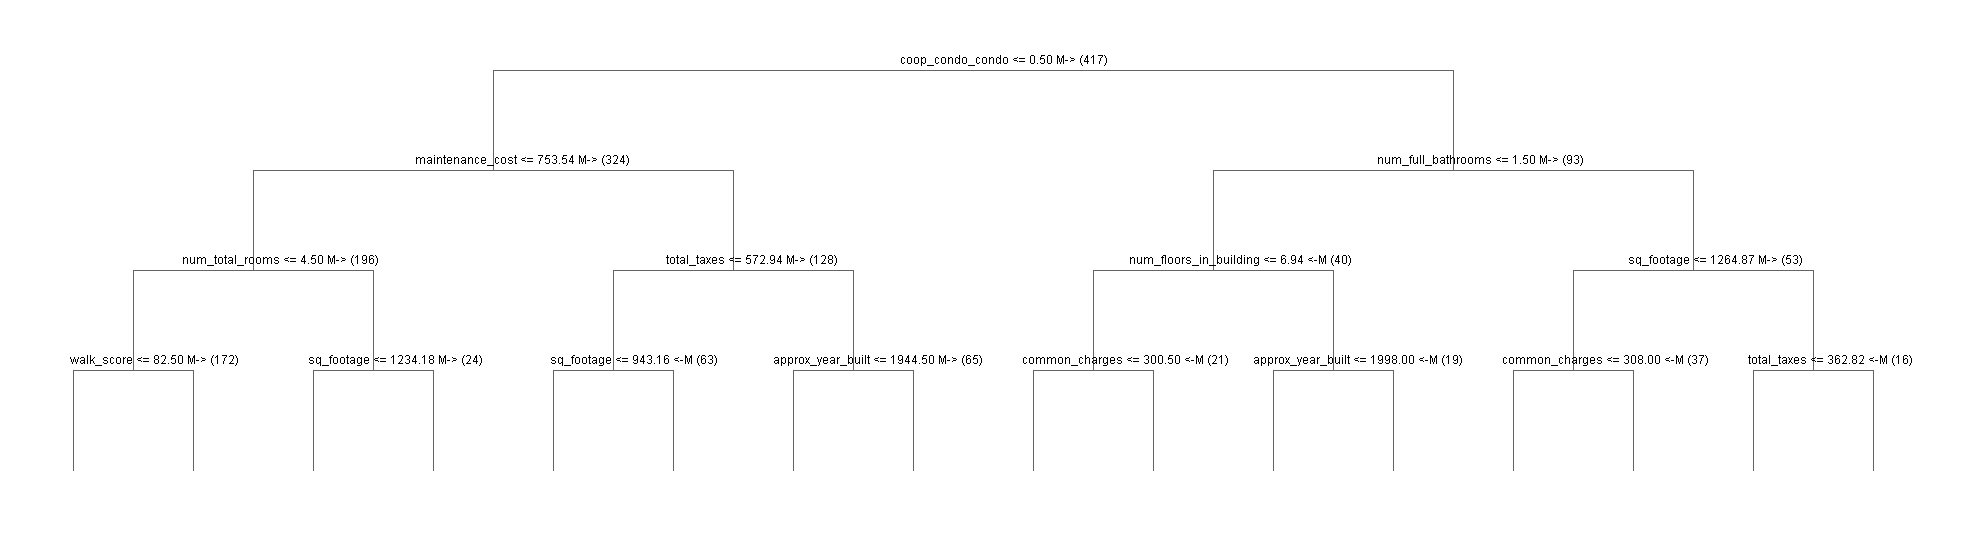 coop_condo_condo <= 0.50 M-> (417)
maintenance_cost <= 753.54 M-> (324)
num_full_bathrooms <= 1.50 M-> (93)
num_total_rooms <= 4.50 M-> (196)
total_taxes <= 572.94 M-> (128)
num_floors_in_building <= 6.94 <-M (40)
sq_footage <= 1264.87 M-> (53)
walk_score <= 82.50 M-> (172)
sq_footage <= 1234.18 M-> (24)
sq_footage <= 943.16 <-M (63)
approx_year_built <= 1944.50 M-> (65)
common_charges <= 300.50 <-M (21)
approx_year_built <= 1998.00 <-M (19)
common_charges <= 308.00 <-M (37)
total_taxes <= 362.82 <-M (16)